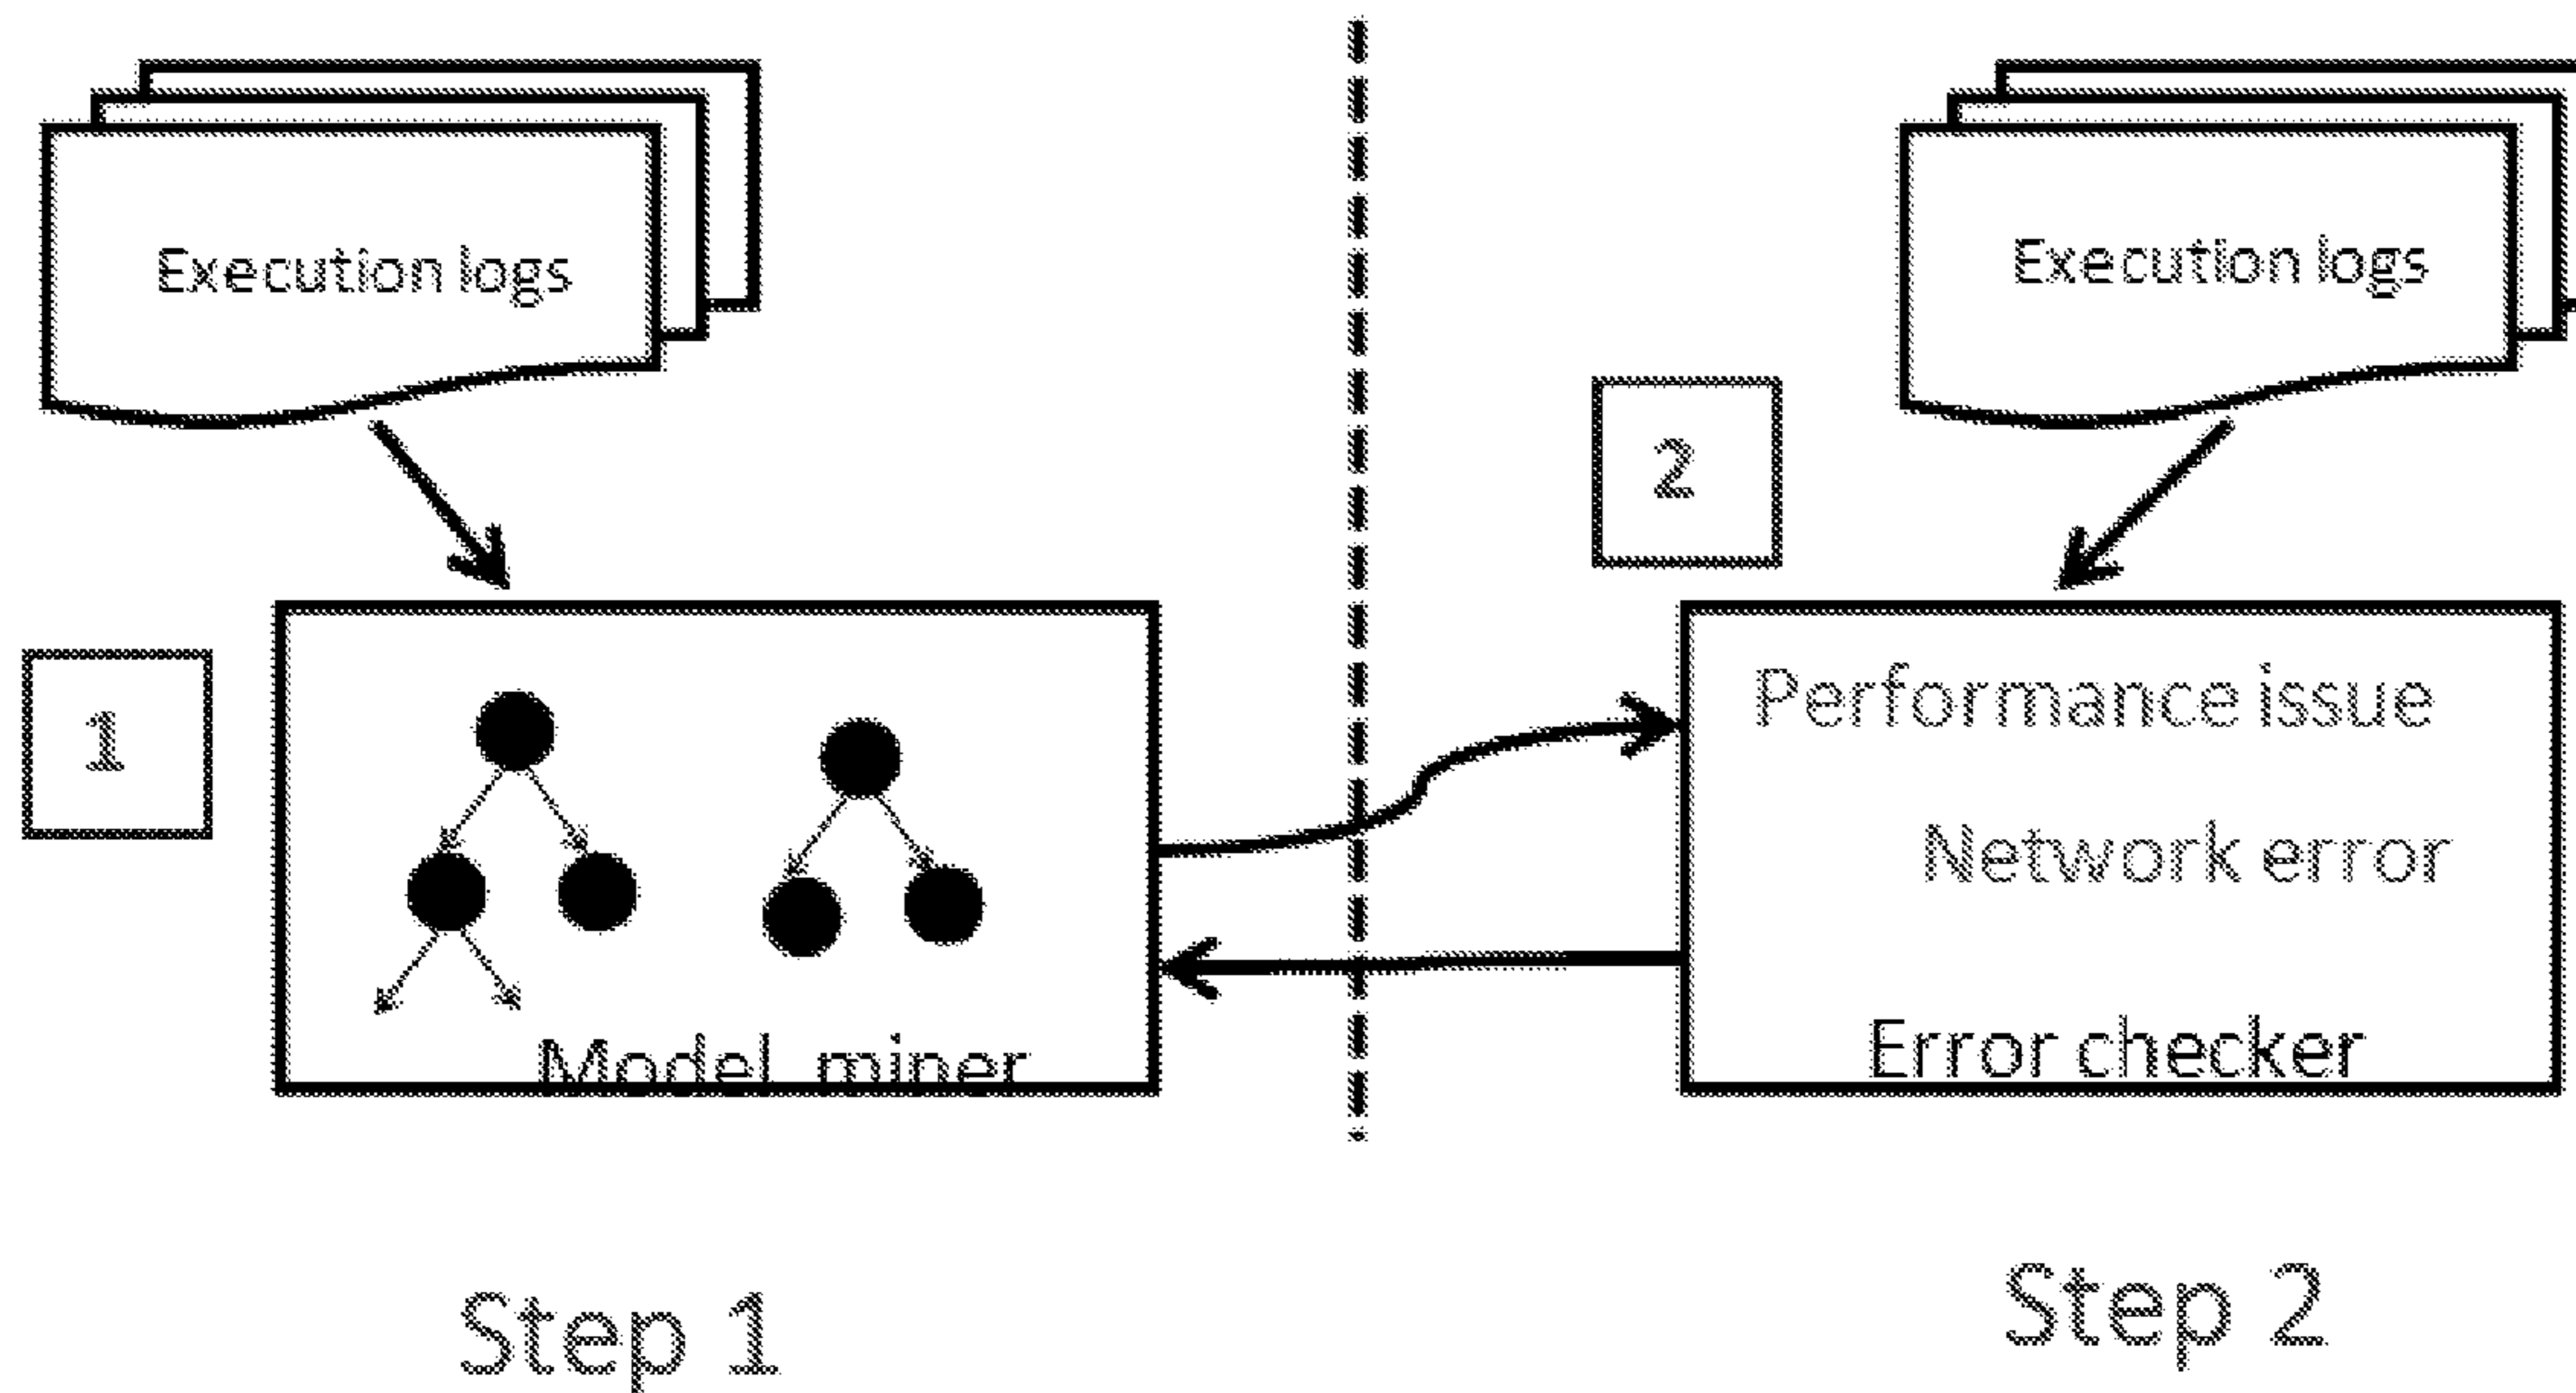 Execution logs
Execution logs
2
1
Performance issue
Network error
Model miner
Error checker
Step 1
Step 2